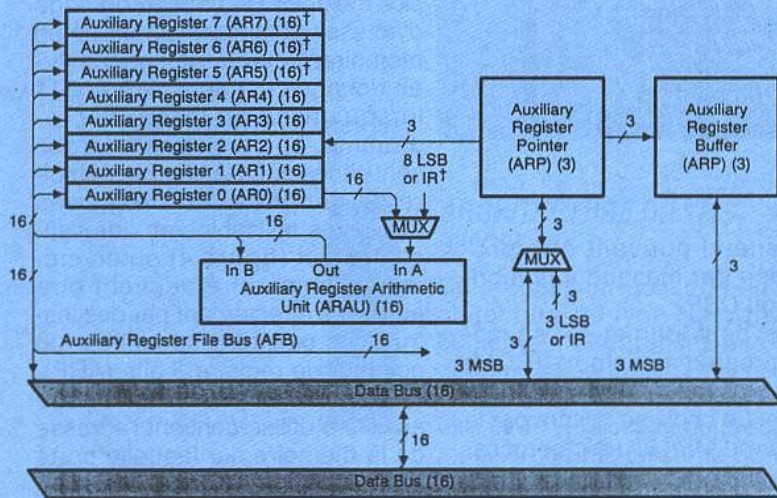 Auxiliary Register 7 (AR7) (16)†
Auxiliary Register 6 (AR6) (16)†
Auxiliary Register 5 (AR5) (16)†
Auxiliary Register 4 (AR4) (16)
Auxiliary Register 3 (AR3) (16)
Auxiliary Register 2 (AR2) (16)
Auxiliary Register 1 (AR1) (16)
Auxiliary Register 0 (AR0) (16)
3
Auxiliary
Register
Pointer
(ARP) (3)
3
Auxiliary
Register
Buffer
(ARP) (3)
8 LSB
or IR†
16
MUX
16
16
16
In B
Out
In A
Auxiliary Register Arithmetic
Unit (ARAU) (16)
3
MUX
3
3
3 LSB
or IR
3
Auxiliary Register File Bus (AFB)
16
3 MSB
3 MSB
Data Bus (16)
16
Data Bus (16)